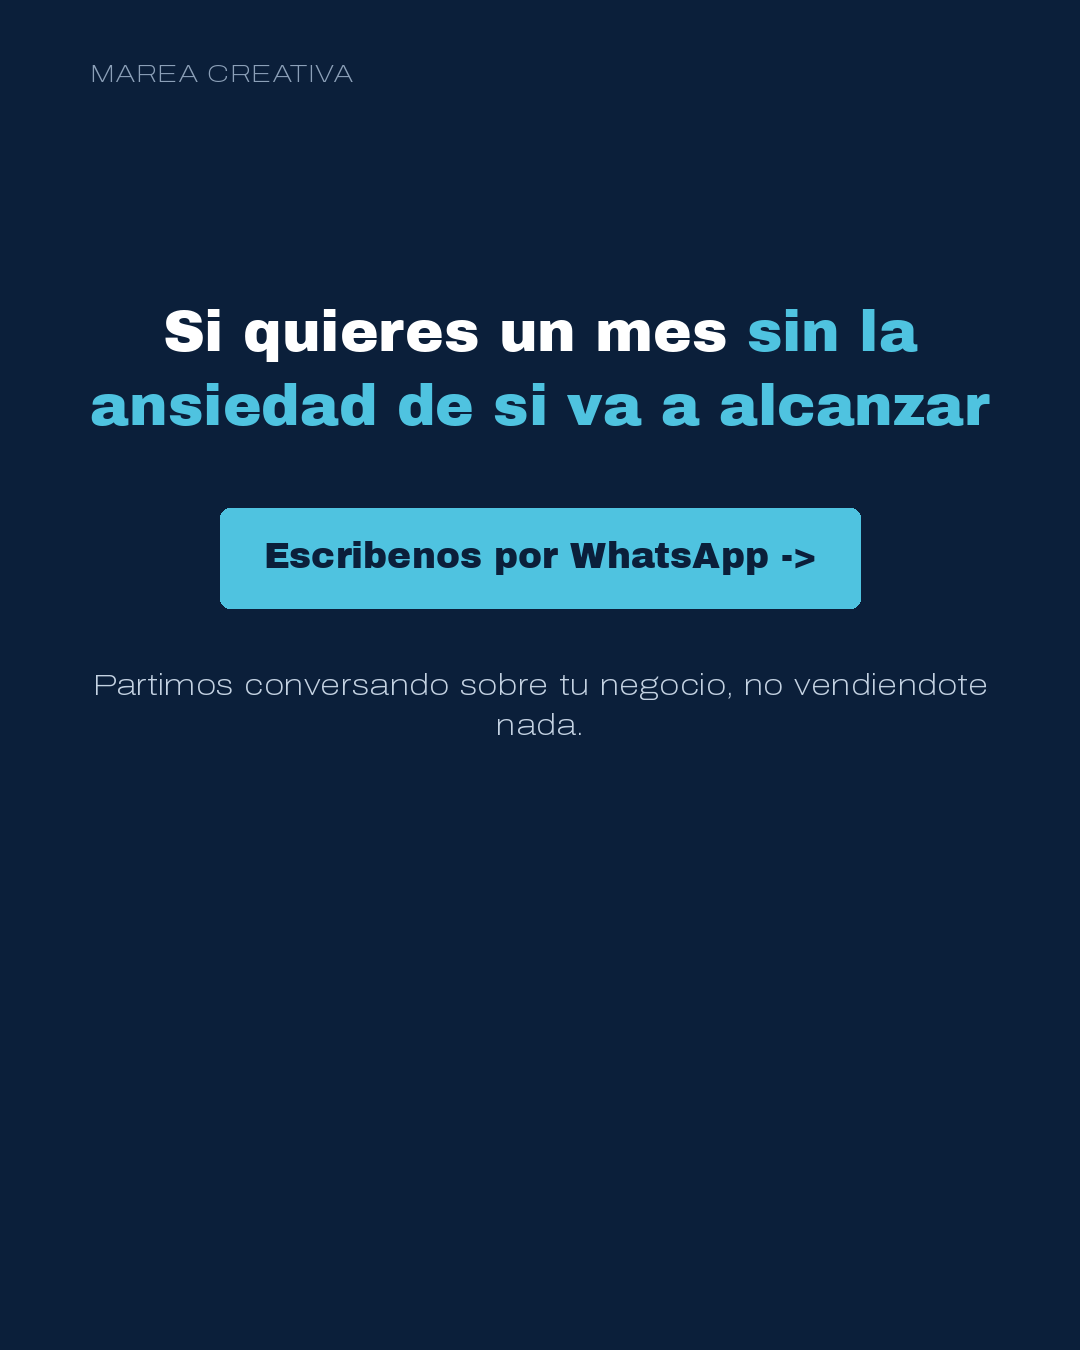 MAREA CREATIVA
Si quieres un mes sin la
ansiedad de si va a alcanzar
Escribenos por WhatsApp ->
Partimos conversando sobre tu negocio, no vendiendote
nada.